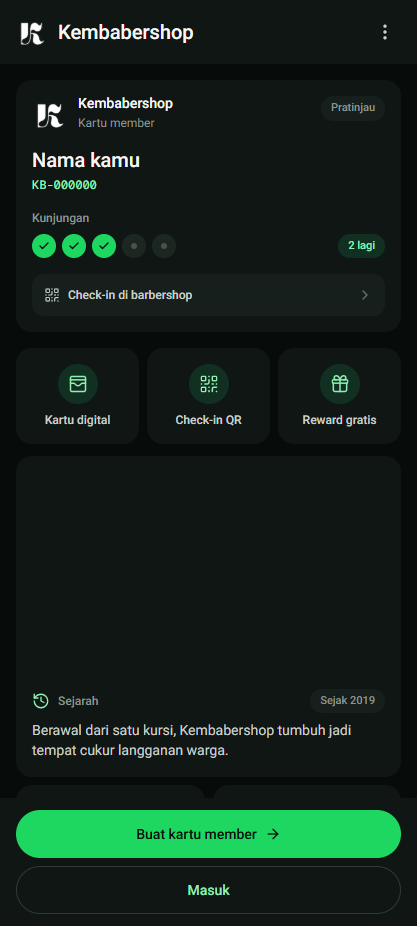 Kembabershop
Kembabershop
Kartu member
Pratinjau
Nama kamu
KB-000000
Kunjungan
2 lagi
Check-in di barbershop
Kartu digital
Check-in QR
Reward gratis
Sejarah
Sejak 2019
Berawal dari satu kursi, Kembabershop tumbuh jadi
tempat cukur langganan warga.
Buat kartu member
Masuk